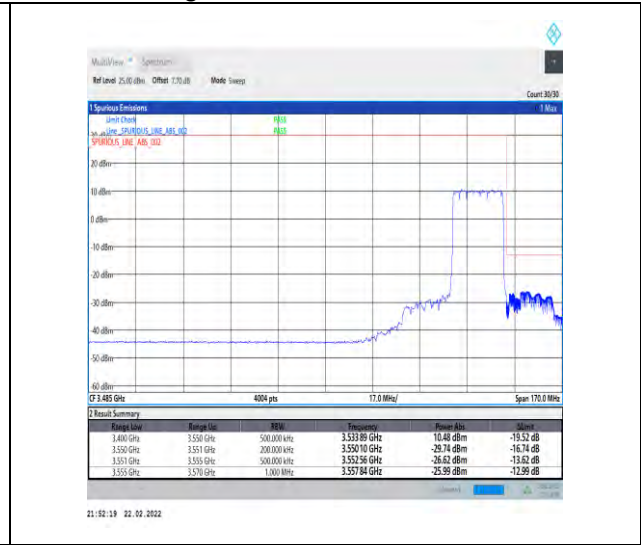 MultiView Spectrum
Ref Level 25.00 dBm Offset 7.70 dB Mode Sweep
Count 30/30
1 Spurious Emissions 1 Max
Limit Check PASS
Line _SPURIOUS_LINE_ABS_002 PASS
SPURIOUS_LINE_ABS_002
20 dBm
10 dBm
0 dBm
-10 dBm
-20 dBm
-30 dBm
-40 dBm
-50 dBm
-60 dBm
CF 3.485 GHz 4004 pts 17.0 MHz/ Span 170.0 MHz
2 Result Summary
Range Low Range Up RBW Frequency Power Abs ΔLimit
3.400 GHz 3.550 GHz 500.000 kHz 3.53389 GHz 10.48 dBm -19.52 dB
3.550 GHz 3.551 GHz 200.000 kHz 3.55010 GHz -29.74 dBm -16.74 dB
3.551 GHz 3.555 GHz 500.000 kHz 3.55256 GHz -26.62 dBm -13.62 dB
3.555 GHz 3.570 GHz 1.000 MHz 3.55784 GHz -25.99 dBm -12.99 dB
21:52:19 22.02.2022